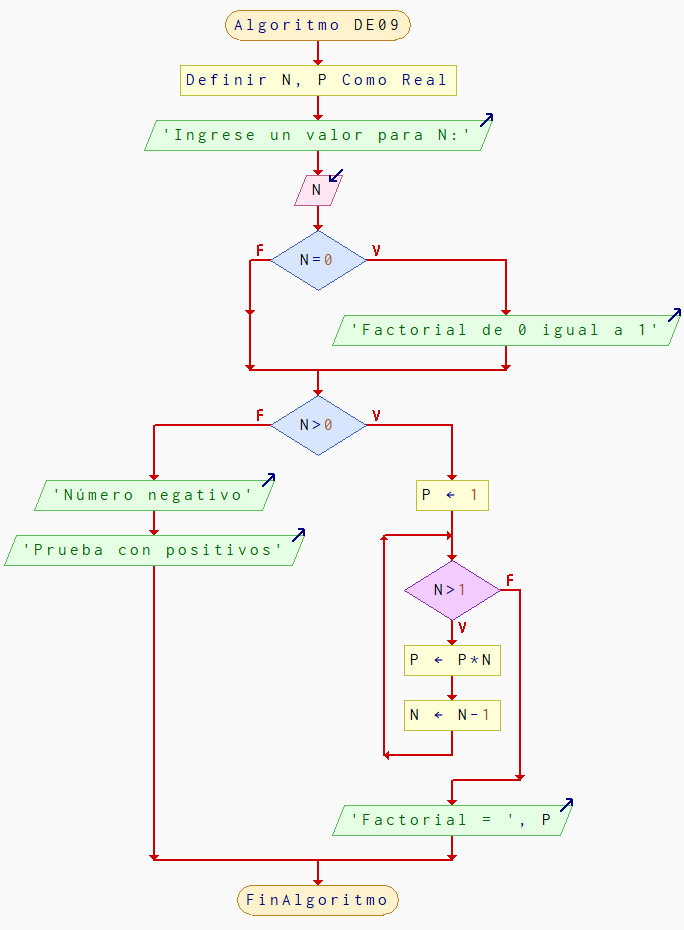 Algoritmo DE09
Definir N, P Como Real
'Ingrese un valor para N:'
N
F
V
N=0
'Factorial de 0 igual a 1'
F
V
N>0
'Número negativo'
P ← 1
'Prueba con positivos'
N>1
F
V
P ← P*N
N ← N-1
'Factorial = ', P
FinAlgoritmo